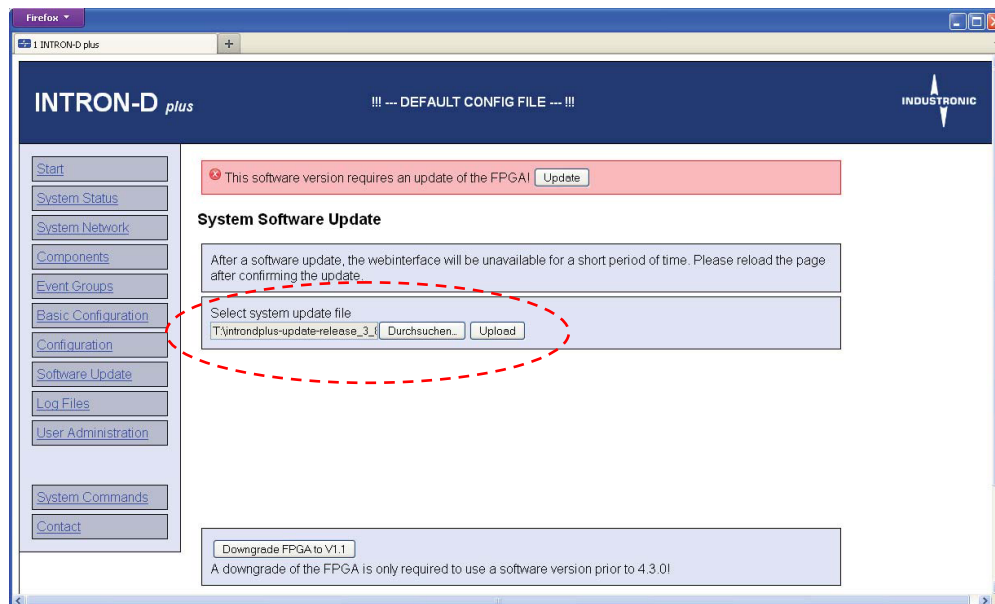 Firefox
1 INTRON-D plus
+
INTRON-D plus
!!! --- DEFAULT CONFIG FILE --- !!!
INDUSTRONIC
Start
System Status
System Network
Components
Event Groups
Basic Configuration
Configuration
Software Update
Log Files
User Administration
System Commands
Contact
This software version requires an update of the FPGA! Update
System Software Update
After a software update, the webinterface will be unavailable for a short period of time. Please reload the page
after confirming the update.
Select system update file
T:\introndplus-update-release_3_ Durchsuchen... Upload
Downgrade FPGA to V1.1
A downgrade of the FPGA is only required to use a software version prior to 4.3.0!